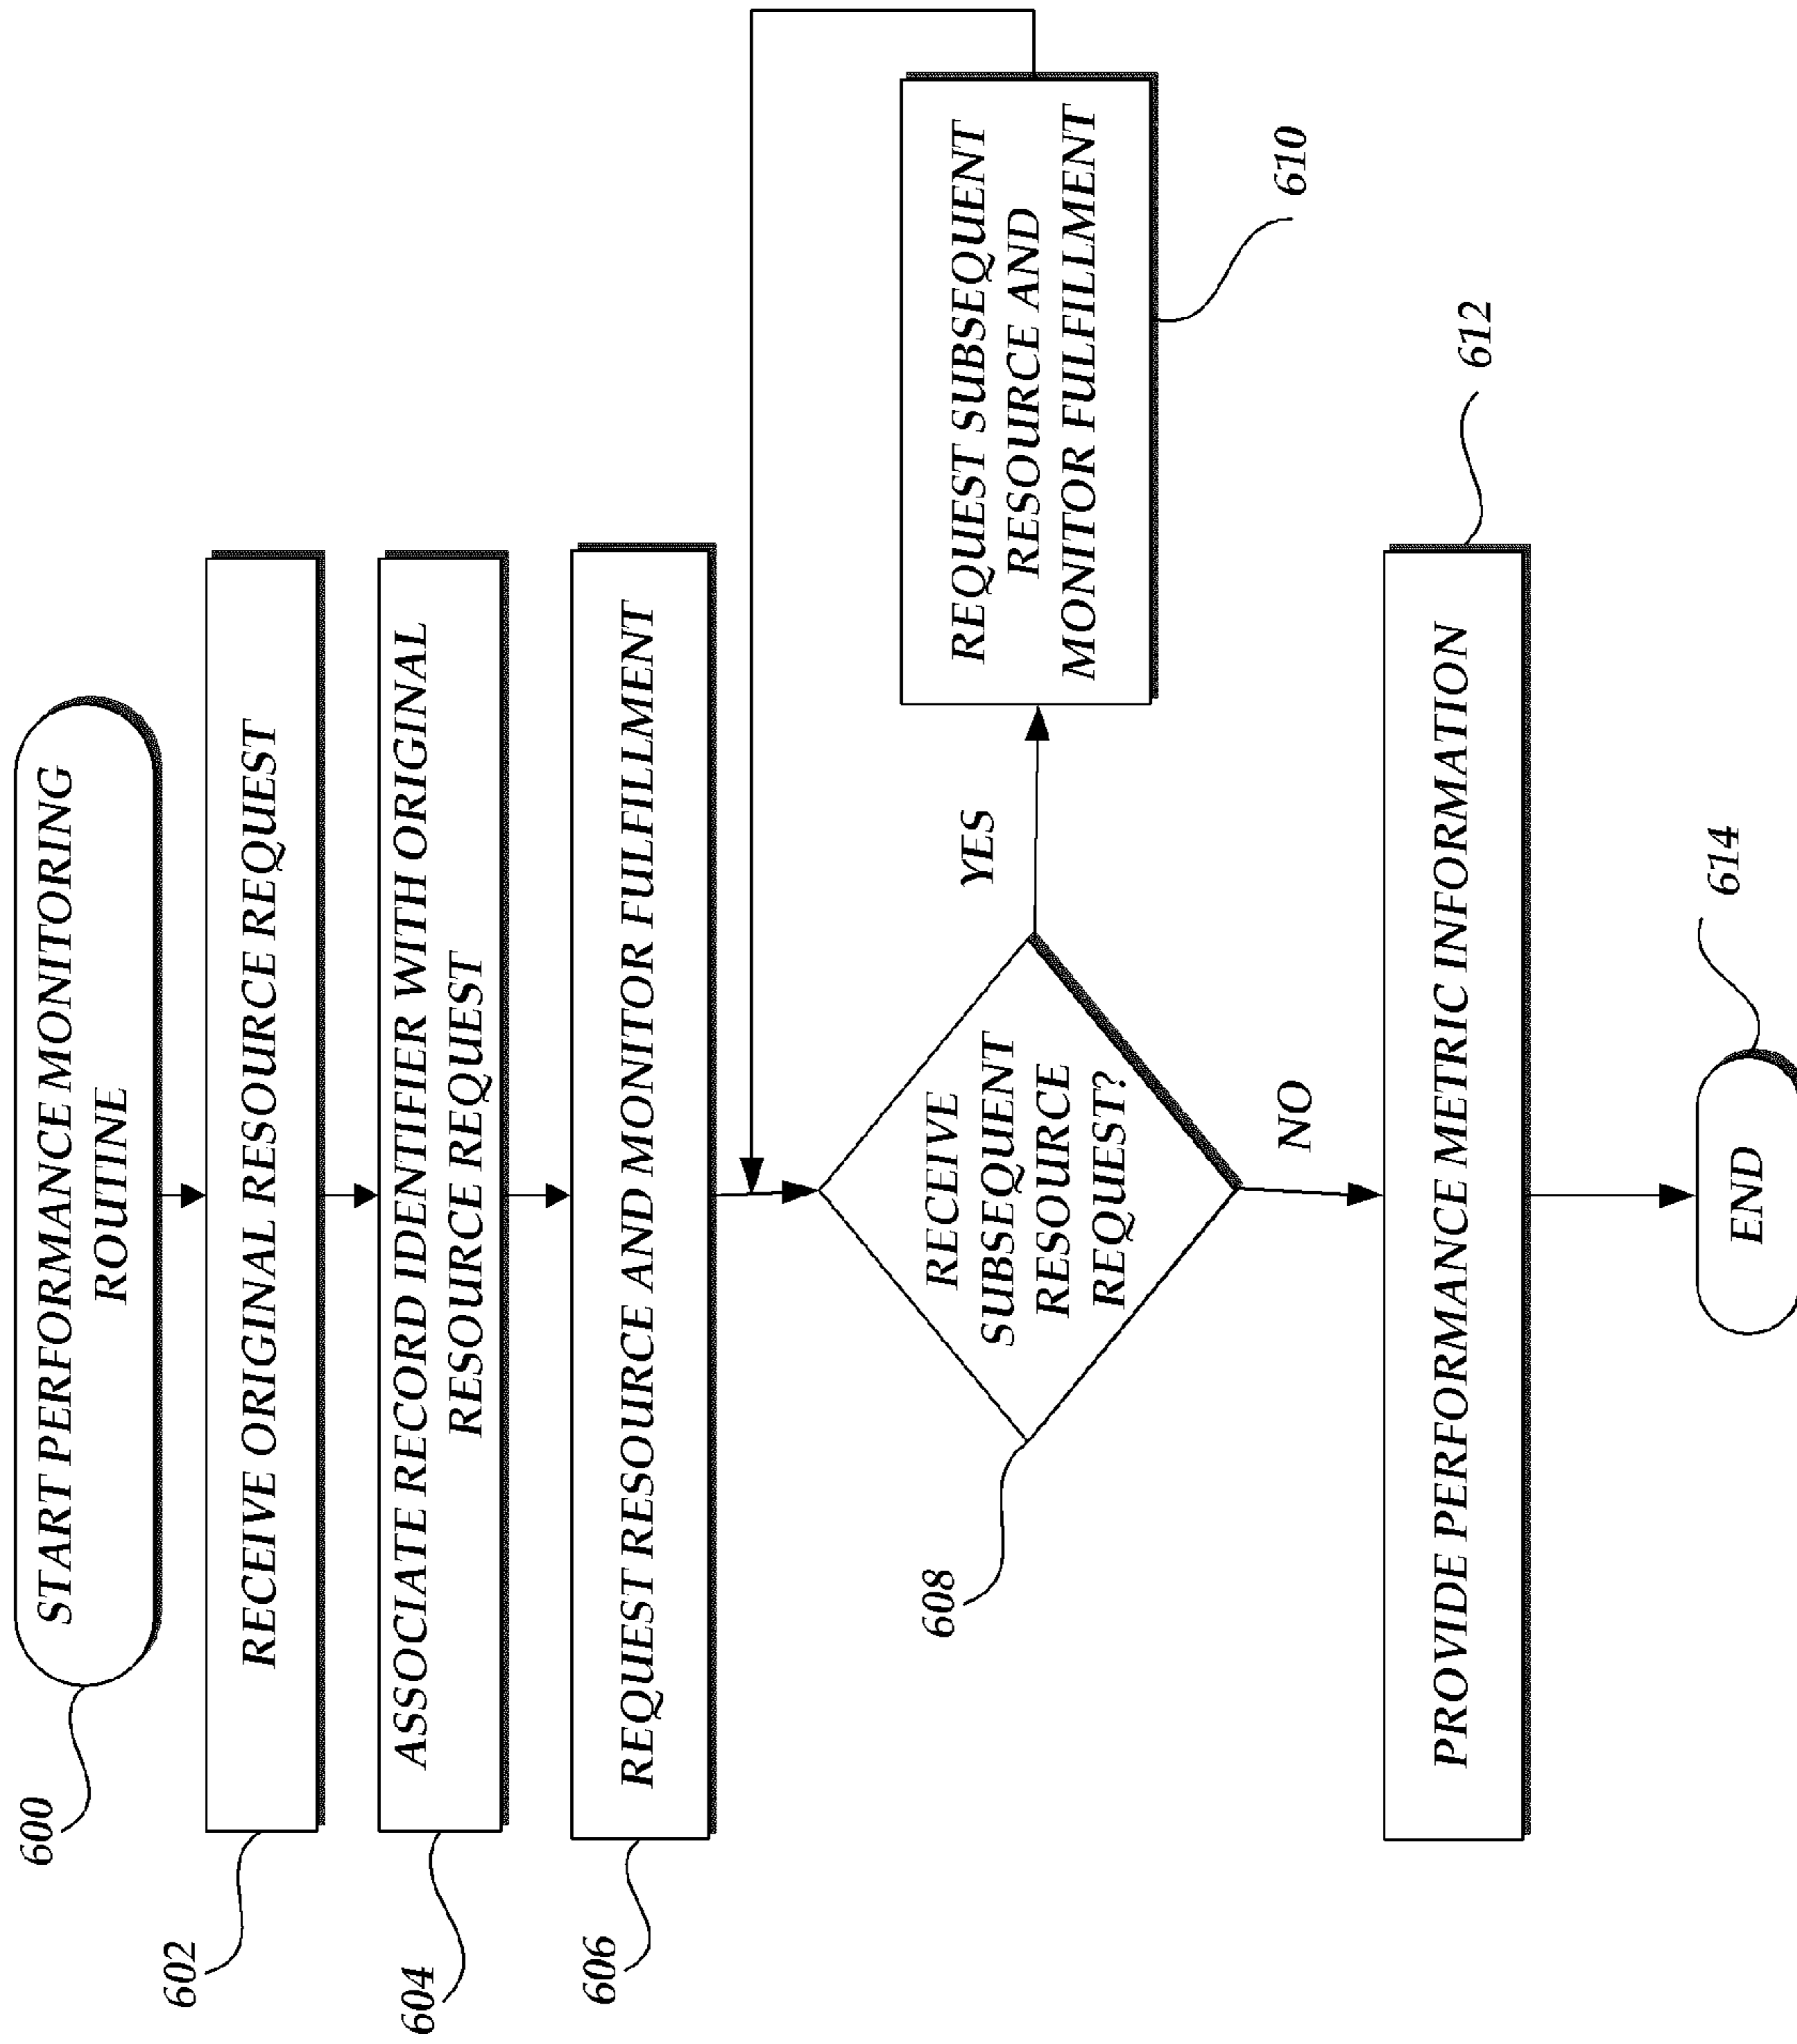 600
START PERFORMANCE MONITORING
ROUTINE
602
RECEIVE ORIGINAL RESOURCE REQUEST
604
ASSOCIATE RECORD IDENTIFIER WITH ORIGINAL
RESOURCE REQUEST
606
REQUEST RESOURCE AND MONITOR FULFILLMENT
608
RECEIVE
SUBSEQUENT
RESOURCE
REQUEST?
YES
REQUEST SUBSEQUENT
RESOURCE AND
MONITOR FULFILLMENT
610
NO
PROVIDE PERFORMANCE METRIC INFORMATION
612
END
614